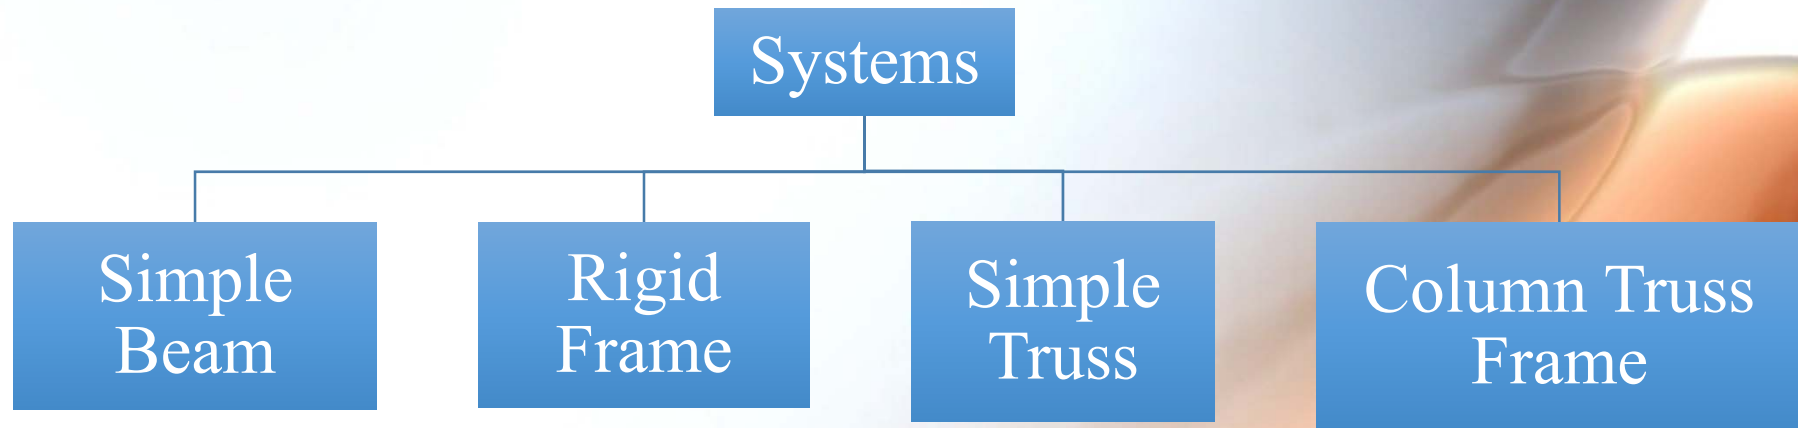 Systems
Simple
Beam
Rigid
Frame
Simple
Truss
Column Truss
Frame